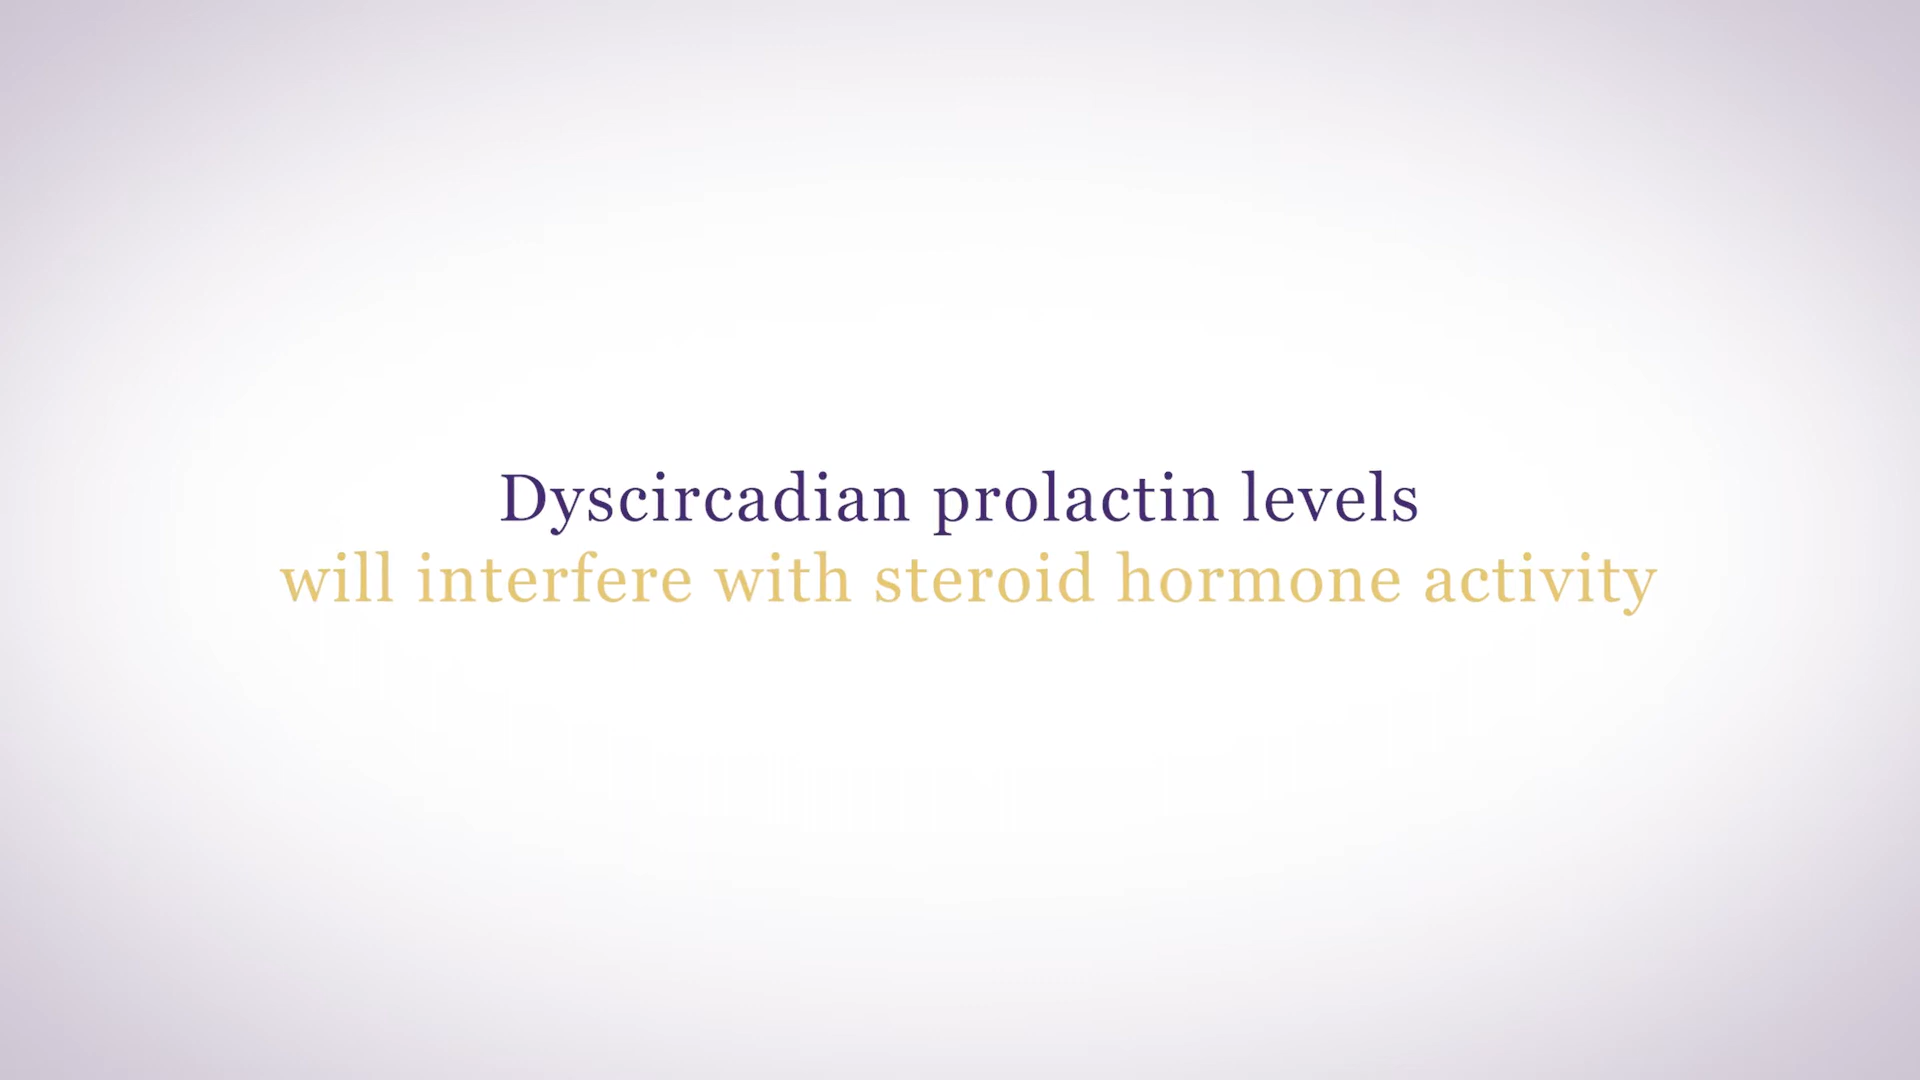 Dyscircadian prolactin levels
will interfere with steroid hormone activity